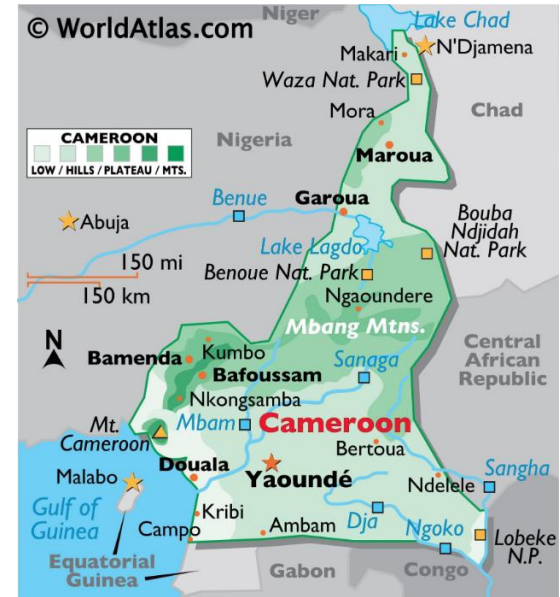 © WorldAtlas.com
Niger
Lake Chad
Makari
N'Djamena
Waza Nat. Park
Mora
Chad
Nigeria
Maroua
CAMEROON
LOW / HILLS / PLATEAU / MTS.
Benue
Garoua
Abuja
Bouba
Ndjidah
Nat. Park
Lake Lagdo
150 mi
150 km
Benoue Nat. Park
Ngaoundere
Mbang Mtns.
N
Central
African
Republic
Kumbo
Bamenda
Sanaga
Bafoussam
Nkongsamba
Mt.
Cameroon
Mbam
Cameroon
Bertoua
Douala
Yaoundé
Sangha
Malabo
Ndelele
Gulf of
Guinea
Kribi
Dja
Ngoko
Campo
Ambam
Lobeke
N.P.
Equatorial
Guinea
Gabon
Congo